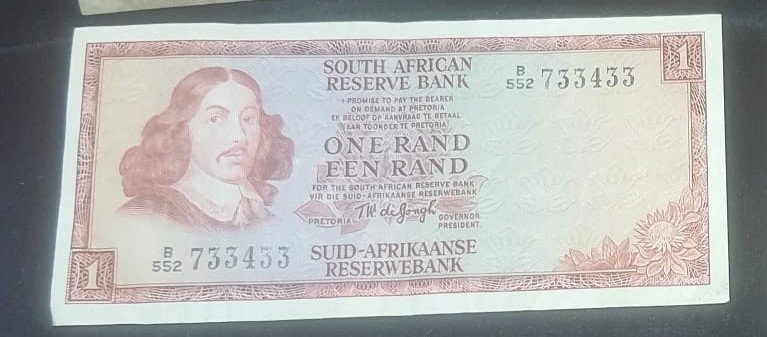 SOUTH AFRICAN
RESERVE BANK
B/552 733433
1
I PROMISE TO PAY THE BEARER
ON DEMAND AT PRETORIA
EK BELOOF OP AANVRAAG TE BETAAL
AAN TOONDER TE PRETORIA
ONE RAND
EEN RAND
FOR THE SOUTH AFRICAN RESERVE BANK
VIR DIE SUID-AFRIKAANSE RESERWEBANK
PRETORIA T.W. de Jongh GOVERNOR
PRESIDENT.
B/552 733433
SUID-AFRIKAANSE
RESERWEBANK
1